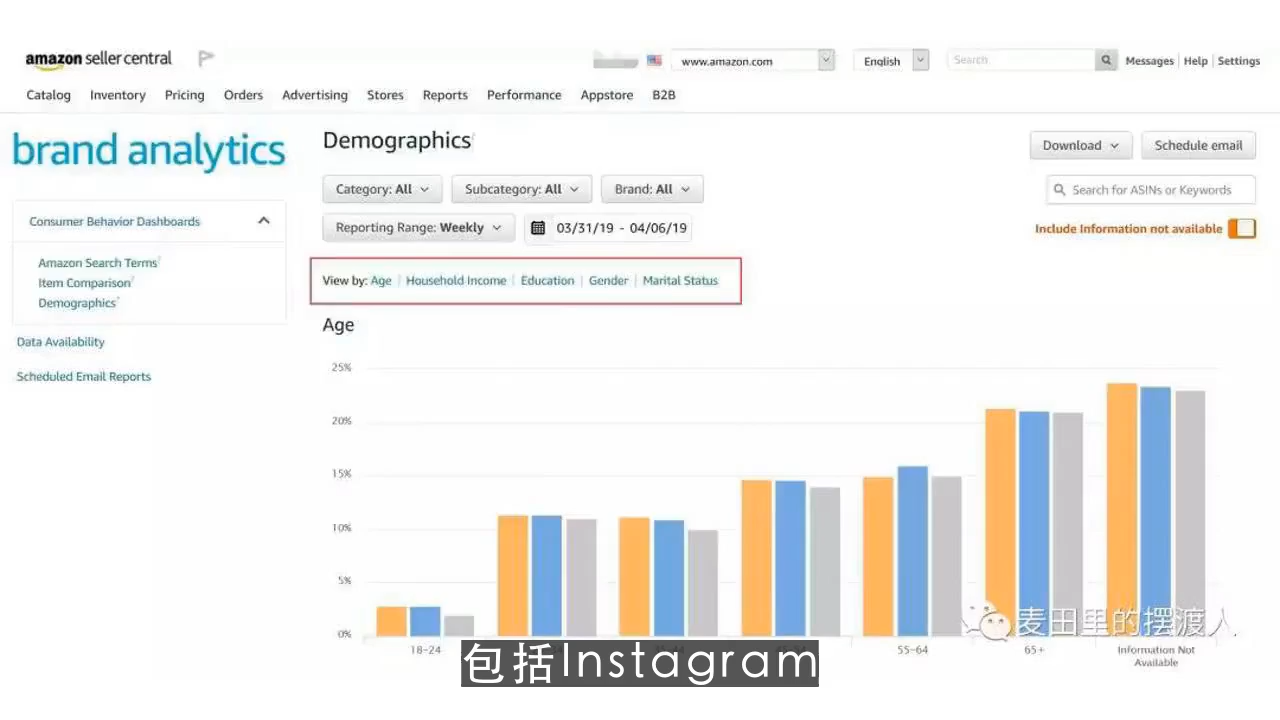 amazon seller central
www.amazon.com
English
Search
Messages
Help
Settings
Catalog
Inventory
Pricing
Orders
Advertising
Stores
Reports
Performance
Appstore
B2B
brand analytics
Demographics
Download
Schedule email
Category: All
Subcategory: All
Brand: All
Search for ASINs or Keywords
Consumer Behavior Dashboards
Reporting Range: Weekly
03/31/19 - 04/06/19
Include Information not available
Amazon Search Terms
Item Comparison
Demographics
View by: Age | Household Income | Education | Gender | Marital Status
Age
Data Availability
Scheduled Email Reports
25%
20%
15%
10%
5%
0%
18-24
55-64
65+
Information Not
Available
麦田里的摆渡人
包括Instagram